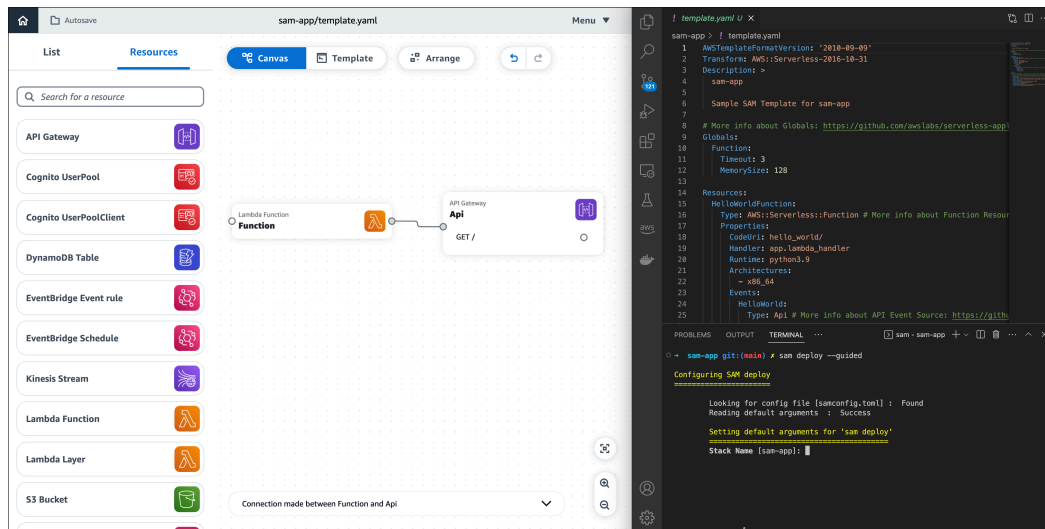 Autosave
sam-app/template.yaml
Menu ▼
List
Resources
Canvas
Template
Arrange
Search for a resource
API Gateway
Cognito UserPool
Cognito UserPoolClient
DynamoDB Table
EventBridge Event rule
EventBridge Schedule
Kinesis Stream
Lambda Function
Lambda Layer
S3 Bucket
Lambda Function
Function
API Gateway
Api
GET /
Connection made between Function and Api
121
aws
! template.yaml U ×
sam-app > ! template.yaml
1 AWSTemplateFormatVersion: '2010-09-09'
2 Transform: AWS::Serverless-2016-10-31
3 Description: >
4 sam-app
5
6 Sample SAM Template for sam-app
7
8 # More info about Globals: https://github.com/awslabs/serverless-appl
9 Globals:
10 Function:
11 Timeout: 3
12 MemorySize: 128
13
14 Resources:
15 HelloWorldFunction:
16 Type: AWS::Serverless::Function # More info about Function Resour
17 Properties:
18 CodeUri: hello_world/
19 Handler: app.lambda_handler
20 Runtime: python3.9
21 Architectures:
22 - x86_64
23 Events:
24 HelloWorld:
25 Type: Api # More info about API Event Source: https://githu
PROBLEMS OUTPUT TERMINAL ··· sam - sam-app
→ sam-app git:(main) ✗ sam deploy --guided
Configuring SAM deploy
======================
Looking for config file [samconfig.toml] : Found
Reading default arguments : Success
Setting default arguments for 'sam deploy'
=========================================
Stack Name [sam-app]: